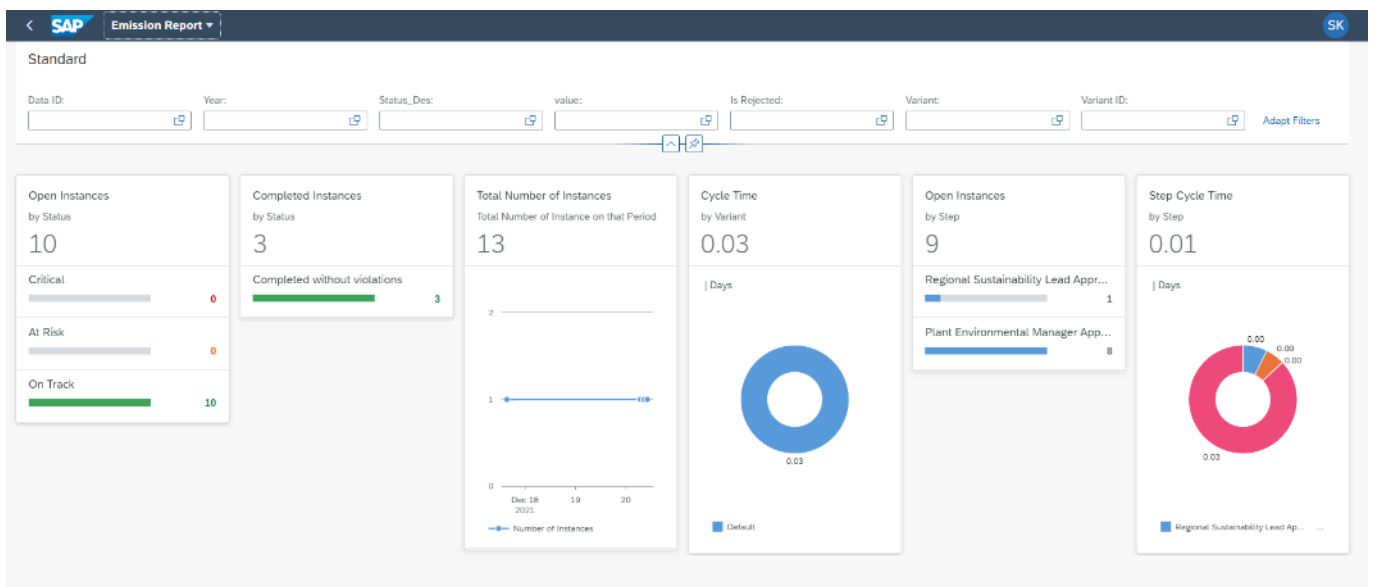 SAP Emission Report
SK
Standard
Data ID:
Year:
Status_Des:
value:
Is Rejected:
Variant:
Variant ID:
Adapt Filters
Open Instances
by Status
10
Critical
0
At Risk
0
On Track
10
Completed Instances
by Status
3
Completed without violations
3
Total Number of Instances
Total Number of Instance on that Period
13
2
1
0
Dec 18 19 20
2021
Number of Instances
Cycle Time
by Variant
0.03
| Days
0.03
Default
Open Instances
by Step
9
Regional Sustainability Lead Appr...
1
Plant Environmental Manager App...
8
Step Cycle Time
by Step
0.01
| Days
0.00
0.00
0.00
0.03
Regional Sustainability Lead Ap... ...